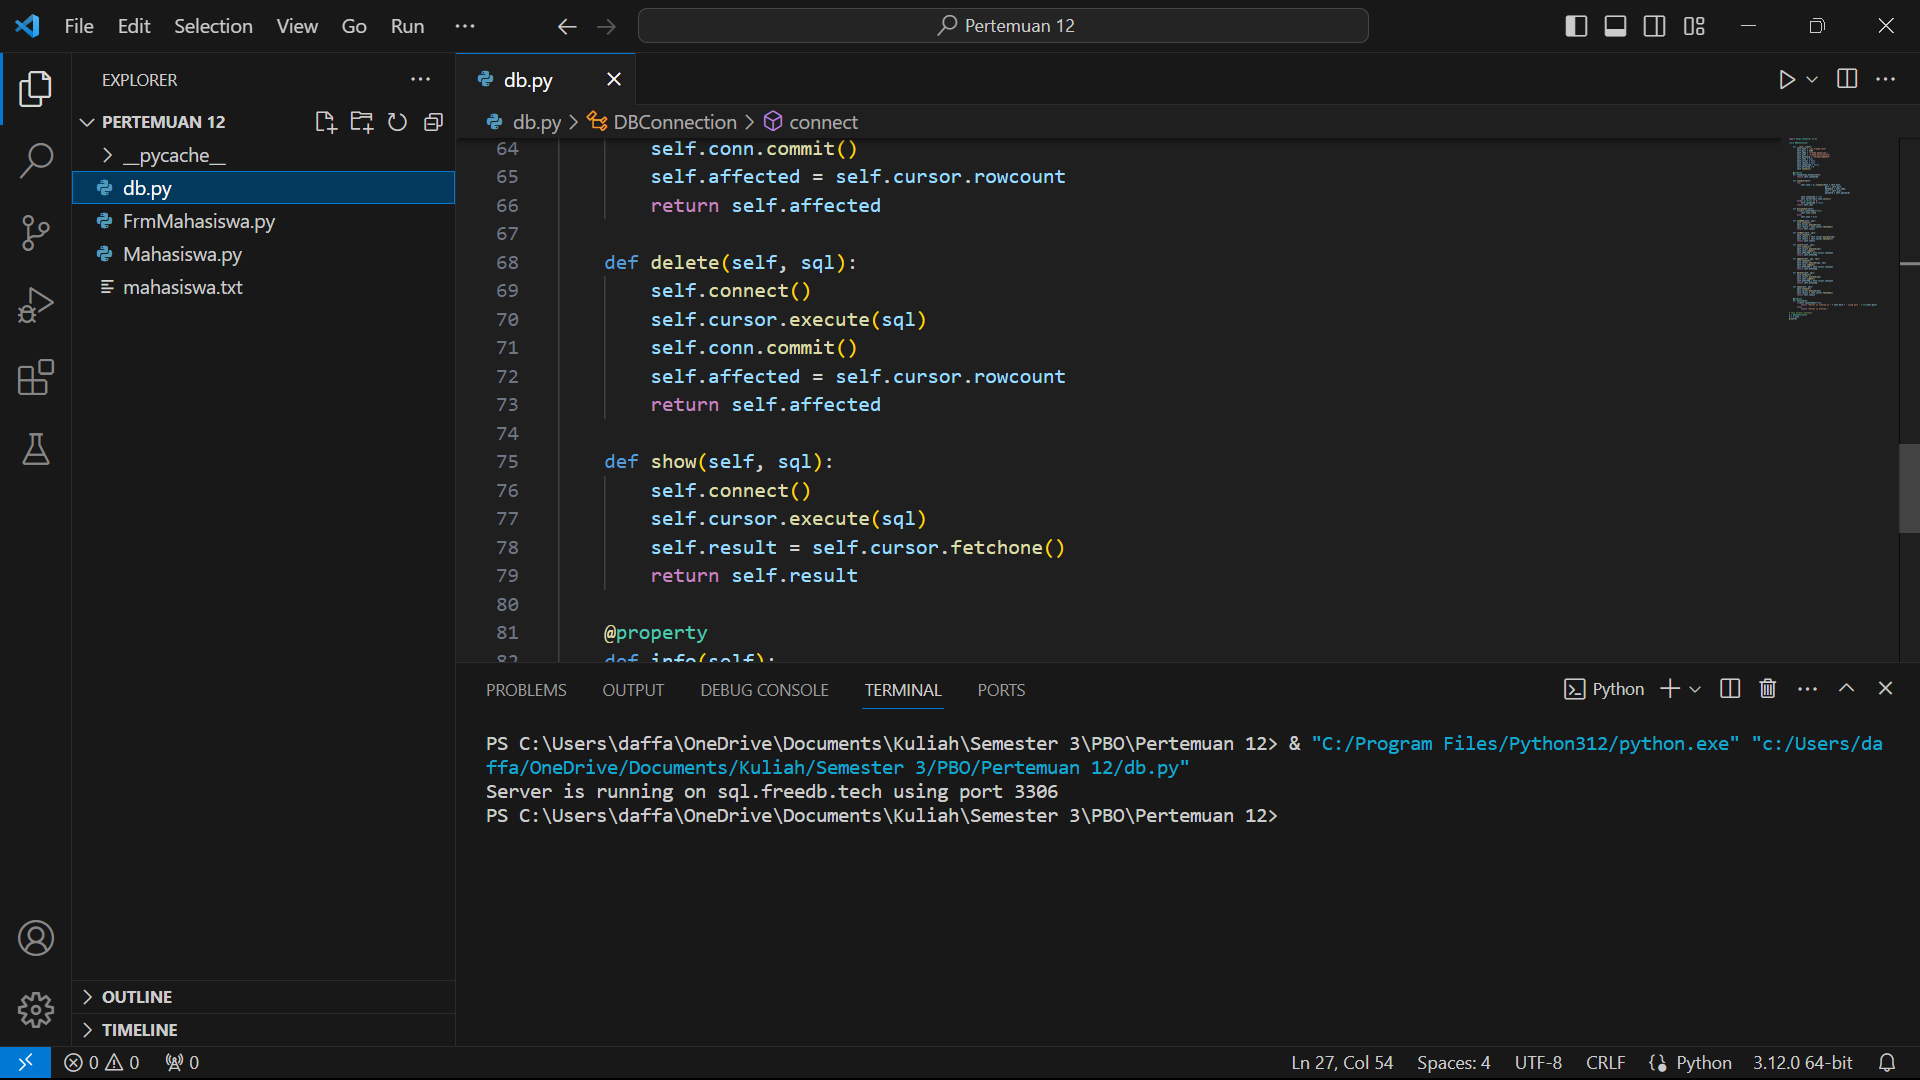 File Edit Selection View Go Run ···
Pertemuan 12
EXPLORER
PERTEMUAN 12
__pycache__
db.py
FrmMahasiswa.py
Mahasiswa.py
mahasiswa.txt
OUTLINE
TIMELINE
db.py
db.py > DBConnection > connect
64 self.conn.commit()
65 self.affected = self.cursor.rowcount
66 return self.affected
67
68 def delete(self, sql):
69 self.connect()
70 self.cursor.execute(sql)
71 self.conn.commit()
72 self.affected = self.cursor.rowcount
73 return self.affected
74
75 def show(self, sql):
76 self.connect()
77 self.cursor.execute(sql)
78 self.result = self.cursor.fetchone()
79 return self.result
80
81 @property
82 def info(self):
PROBLEMS OUTPUT DEBUG CONSOLE TERMINAL PORTS
Python
PS C:\Users\daffa\OneDrive\Documents\Kuliah\Semester 3\PBO\Pertemuan 12> & "C:/Program Files/Python312/python.exe" "c:/Users/da
ffa/OneDrive/Documents/Kuliah/Semester 3/PBO/Pertemuan 12/db.py"
Server is running on sql.freedb.tech using port 3306
PS C:\Users\daffa\OneDrive\Documents\Kuliah\Semester 3\PBO\Pertemuan 12>
0 0 0
Ln 27, Col 54 Spaces: 4 UTF-8 CRLF Python 3.12.0 64-bit